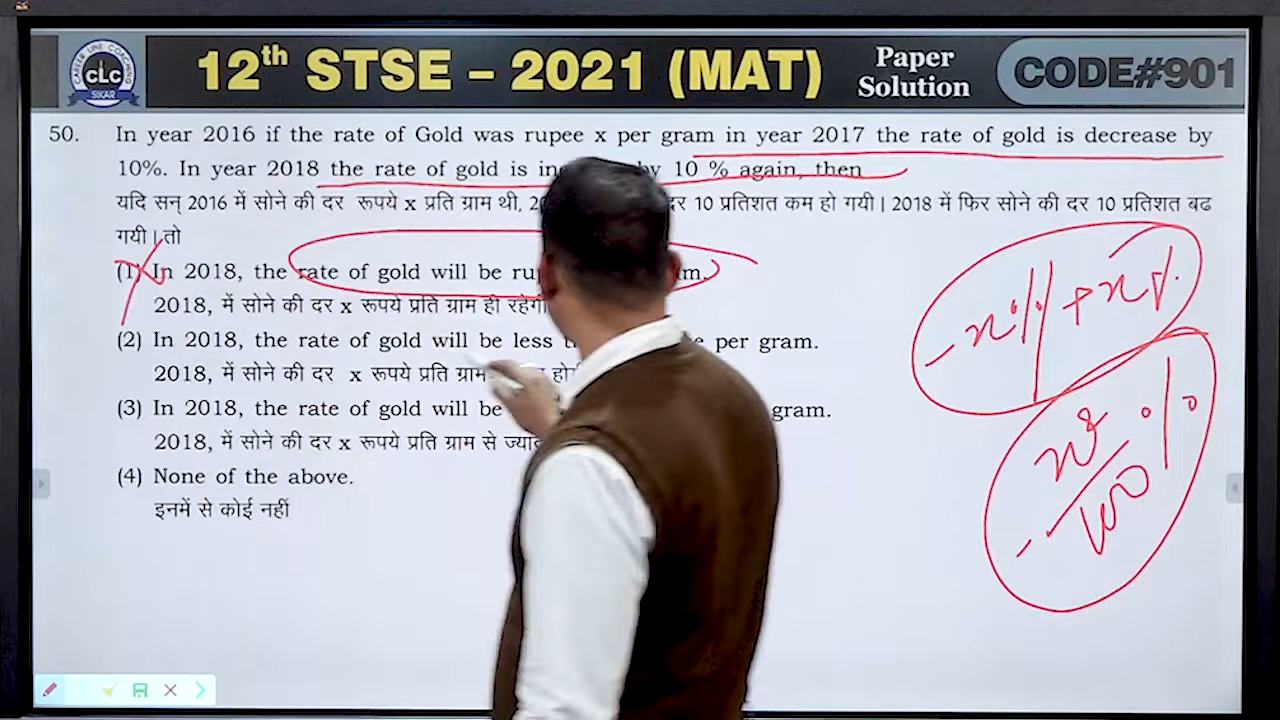 CAREER LINE COACHING
CLC
SIKAR
12th STSE – 2021 (MAT)
Paper
Solution
CODE#901
50. In year 2016 if the rate of Gold was rupee x per gram in year 2017 the rate of gold is decrease by
10%. In year 2018 the rate of gold is by 10 % again, then
यदि सन् 2016 में सोने की दर रूपये x प्रति ग्राम थी, दर 10 प्रतिशत कम हो गयी। 2018 में फिर सोने की दर 10 प्रतिशत बढ
गयी। तो
(1) In 2018, the rate of gold will be
2018, में सोने की दर x रूपये प्रति ग्राम ही रहेगी
(2) In 2018, the rate of gold will be less per gram.
2018, में सोने की दर x रूपये प्रति ग्राम
(3) In 2018, the rate of gold will be gram.
2018, में सोने की दर x रूपये प्रति ग्राम से
(4) None of the above.
इनमें से कोई नहीं
-x% + x%
-x²/100 %